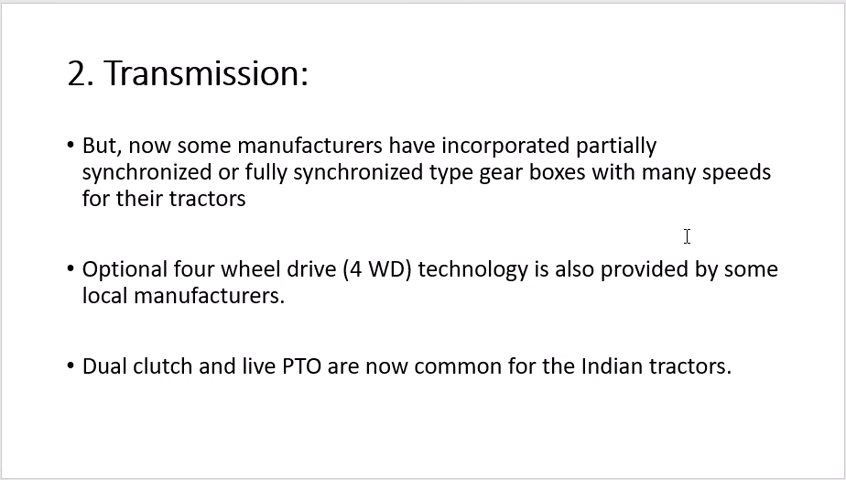 2. Transmission:
• But, now some manufacturers have incorporated partially
synchronized or fully synchronized type gear boxes with many speeds
for their tractors
• Optional four wheel drive (4 WD) technology is also provided by some
local manufacturers.
• Dual clutch and live PTO are now common for the Indian tractors.